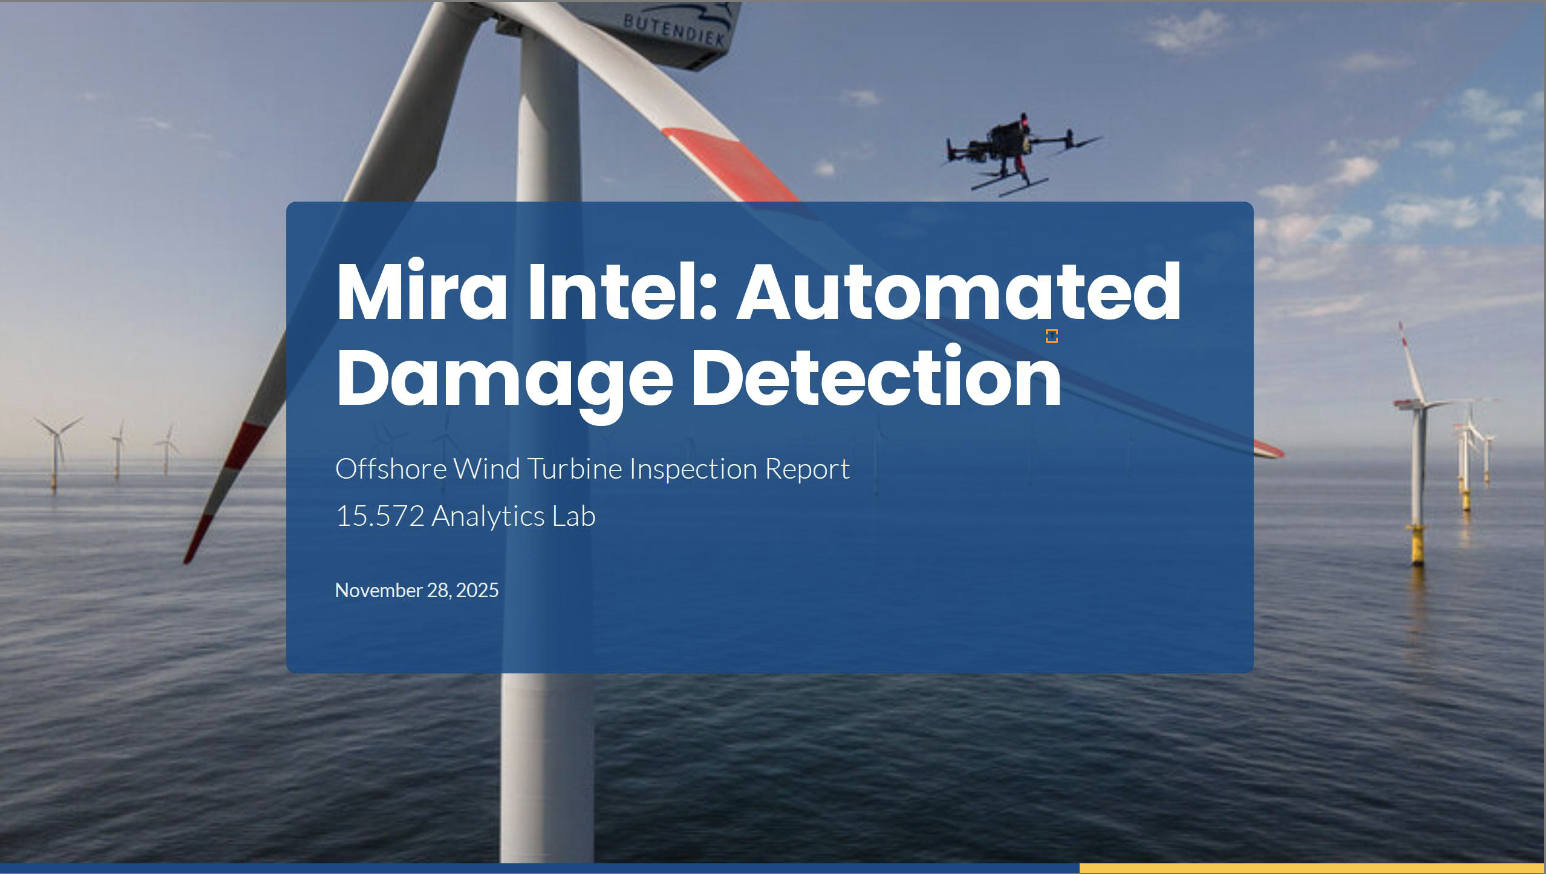 BUTENDIEK
Mira Intel: Automated
Damage Detection
Offshore Wind Turbine Inspection Report
15.572 Analytics Lab
November 28, 2025